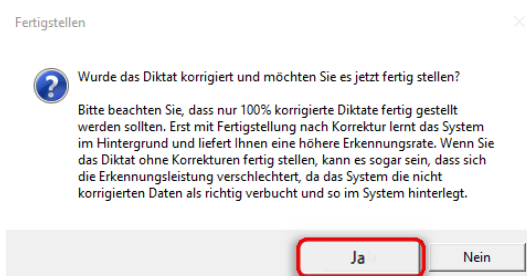 Fertigstellen
Wurde das Diktat korrigiert und möchten Sie es jetzt fertig stellen?
Bitte beachten Sie, dass nur 100% korrigierte Diktate fertig gestellt
werden sollten. Erst mit Fertigstellung nach Korrektur lernt das System
im Hintergrund und liefert Ihnen eine höhere Erkennungsrate. Wenn Sie
das Diktat ohne Korrekturen fertig stellen, kann es sogar sein, dass sich
die Erkennungsleistung verschlechtert, da das System die nicht
korrigierten Daten als richtig verbucht und so im System hinterlegt.
Ja
Nein